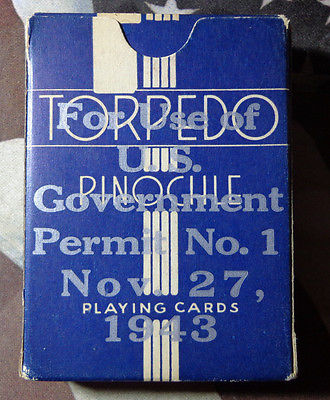 TORPEDO
PINOCHLE
PLAYING CARDS
For Use of
U.S.
Government
Permit No. 1
Nov. 27,
1943